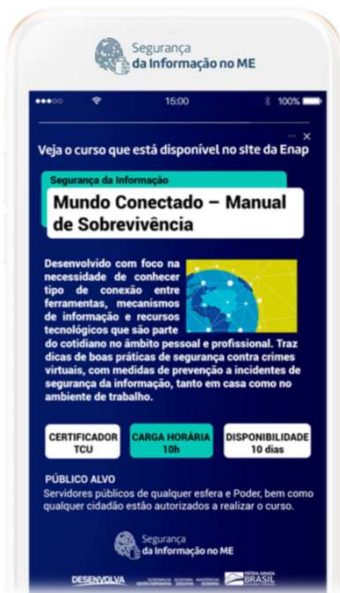 Segurança
da Informação no ME
15:00
100%
Veja o curso que está disponível no sIte da Enap
Segurança da Informação
Mundo Conectado – Manual
de Sobrevivência
Desenvolvido com foco na
necessidade de conhecer
tipo de conexão entre
ferramentas, mecanismos
de informação e recursos
tecnológicos que são parte
do cotidiano no âmbito pessoal e profissional. Traz
dicas de boas práticas de segurança contra crimes
virtuais, com medidas de prevenção a incidentes de
segurança da informação, tanto em casa como no
ambiente de trabalho.
CERTIFICADOR
TCU
CARGA HORÁRIA
10h
DISPONIBILIDADE
10 dias
PÚBLICO ALVO
Servidores públicos de qualquer esfera e Poder, bem como
qualquer cidadão estão autorizados a realizar o curso.
Segurança
da Informação no ME
DESENVOLVA
PÁTRIA AMADA
BRASIL